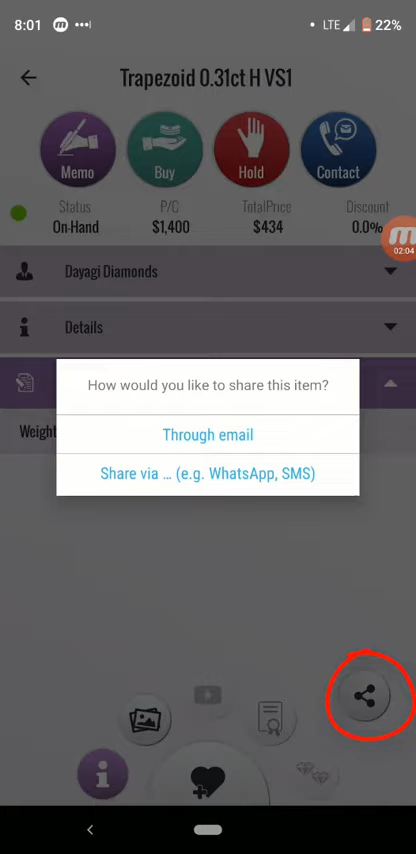 8:01 m LTE 22%
Trapezoid 0.31ct H VS1
Memo Buy Hold Contact
Status P/C TotalPrice Discount
On-Hand $1,400 $434 0.0%
02:04
Dayagi Diamonds
Details
How would you like to share this item?
Weight
Through email
Share via ... (e.g. WhatsApp, SMS)